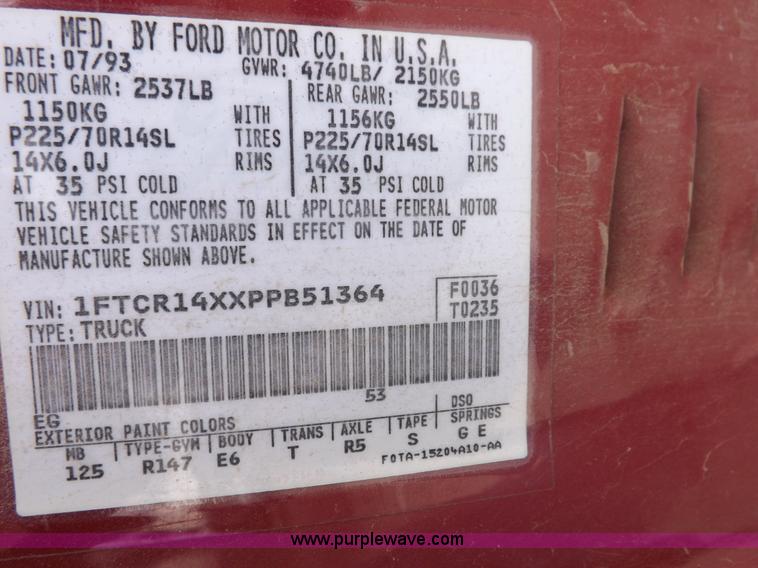 MFD. BY FORD MOTOR CO. IN U.S.A.
DATE: 07/93 GVWR: 4740LB/ 2150KG
FRONT GAWR: 2537LB REAR GAWR: 2550LB
1150KG WITH 1156KG WITH
P225/70R14SL TIRES P225/70R14SL TIRES
14X6.0J RIMS 14X6.0J RIMS
AT 35 PSI COLD AT 35 PSI COLD
THIS VEHICLE CONFORMS TO ALL APPLICABLE FEDERAL MOTOR
VEHICLE SAFETY STANDARDS IN EFFECT ON THE DATE OF
MANUFACTURE SHOWN ABOVE.
VIN: 1FTCR14XXPPB51364 F0036
TYPE: TRUCK T0235
53
EG DSO
EXTERIOR PAINT COLORS
MB TYPE-GVM BODY TRANS AXLE TAPE SPRINGS
125 R147 E6 T R5 S G E
F0TA-15204A10-AA
www.purplewave.com